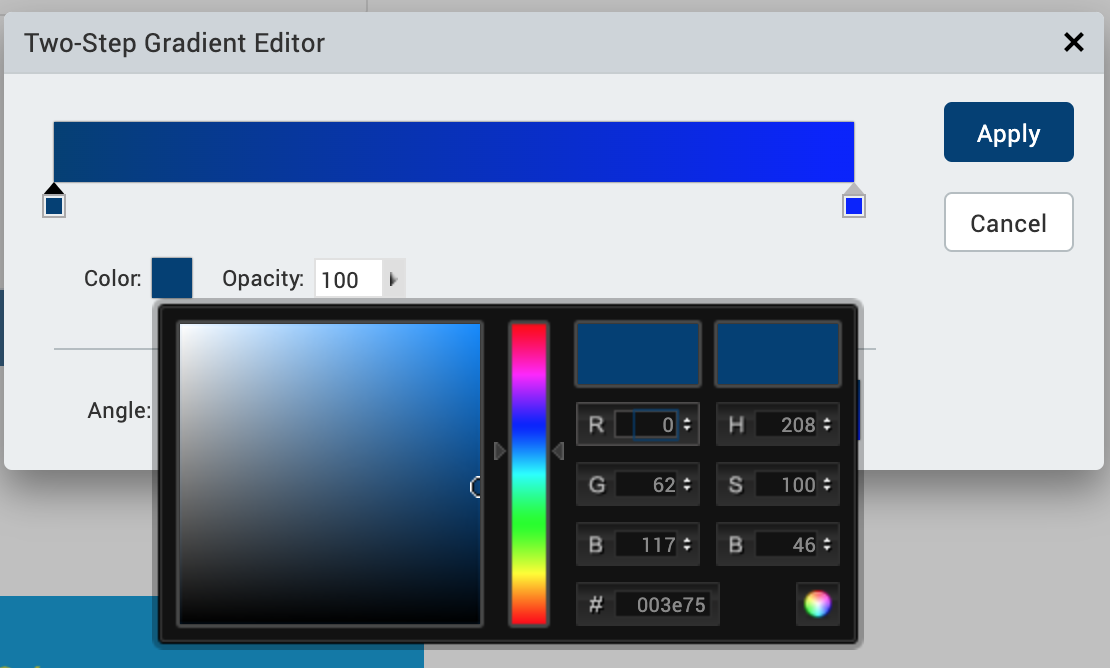 Two-Step Gradient Editor
Apply
Cancel
Color: Opacity: 100
Angle:
R 0 H 208
G 62 S 100
B 117 B 46
# 003e75